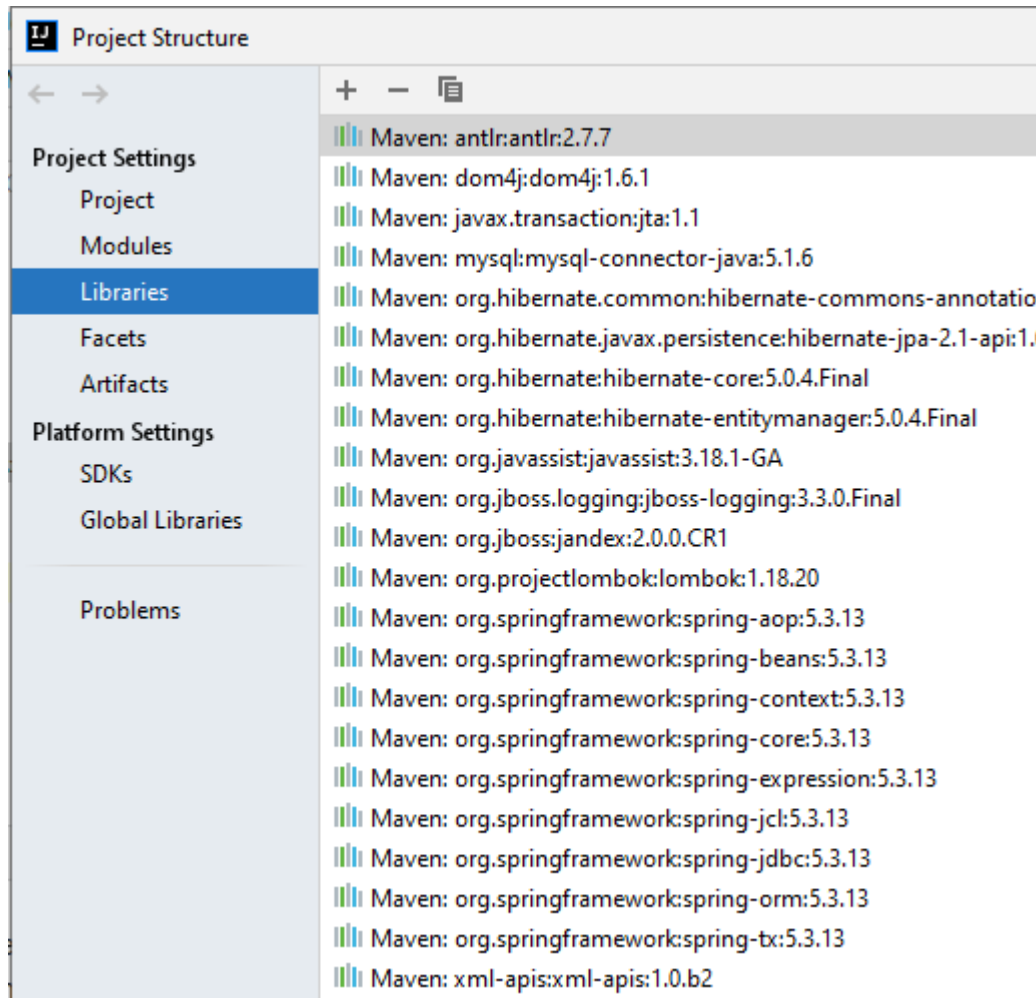 IJ
Project Structure
Project Settings
Project
Modules
Libraries
Facets
Artifacts
Platform Settings
SDKs
Global Libraries
Problems
Maven: antlr:antlr:2.7.7
Maven: dom4j:dom4j:1.6.1
Maven: javax.transaction:jta:1.1
Maven: mysql:mysql-connector-java:5.1.6
Maven: org.hibernate.common:hibernate-commons-annotatio
Maven: org.hibernate.javax.persistence:hibernate-jpa-2.1-api:1.
Maven: org.hibernate:hibernate-core:5.0.4.Final
Maven: org.hibernate:hibernate-entitymanager:5.0.4.Final
Maven: org.javassist:javassist:3.18.1-GA
Maven: org.jboss.logging:jboss-logging:3.3.0.Final
Maven: org.jboss:jandex:2.0.0.CR1
Maven: org.projectlombok:lombok:1.18.20
Maven: org.springframework:spring-aop:5.3.13
Maven: org.springframework:spring-beans:5.3.13
Maven: org.springframework:spring-context:5.3.13
Maven: org.springframework:spring-core:5.3.13
Maven: org.springframework:spring-expression:5.3.13
Maven: org.springframework:spring-jcl:5.3.13
Maven: org.springframework:spring-jdbc:5.3.13
Maven: org.springframework:spring-orm:5.3.13
Maven: org.springframework:spring-tx:5.3.13
Maven: xml-apis:xml-apis:1.0.b2